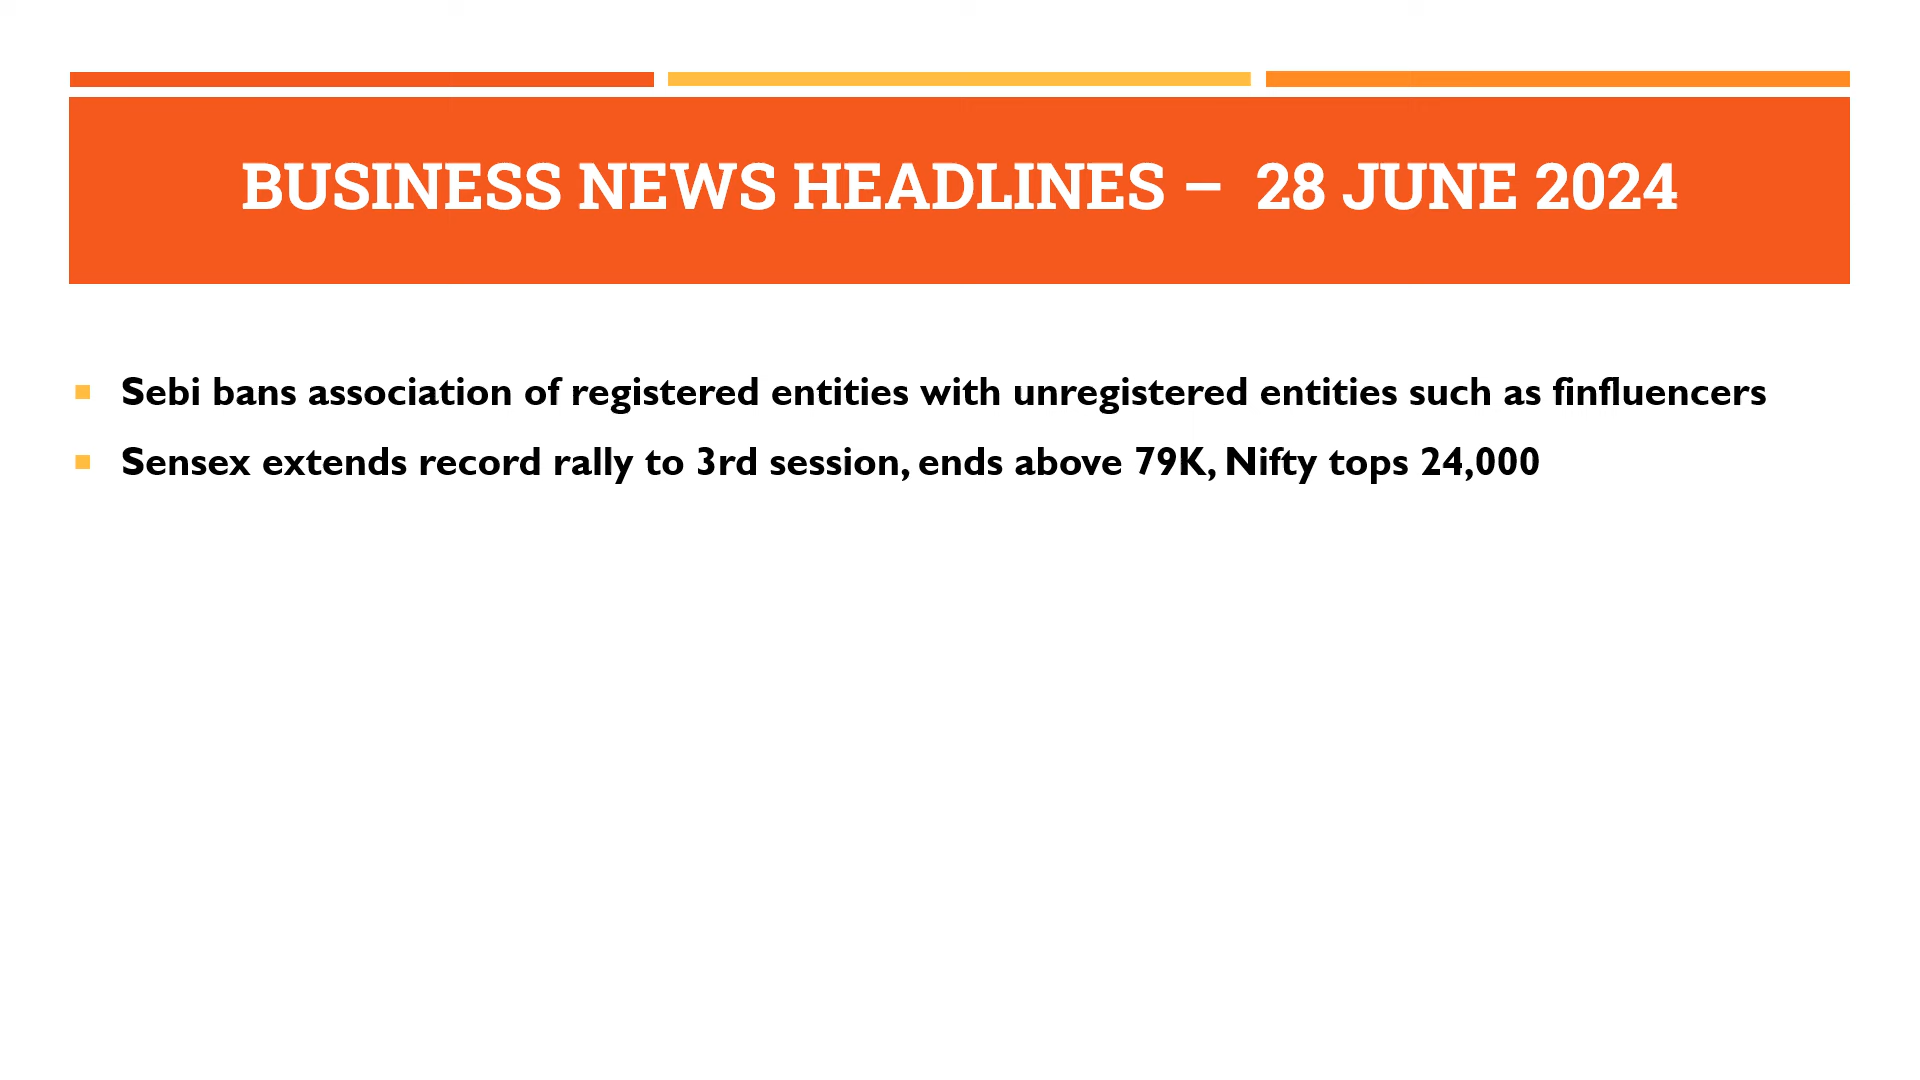 BUSINESS NEWS HEADLINES – 28 JUNE 2024
Sebi bans association of registered entities with unregistered entities such as finfluencers
Sensex extends record rally to 3rd session, ends above 79K, Nifty tops 24,000